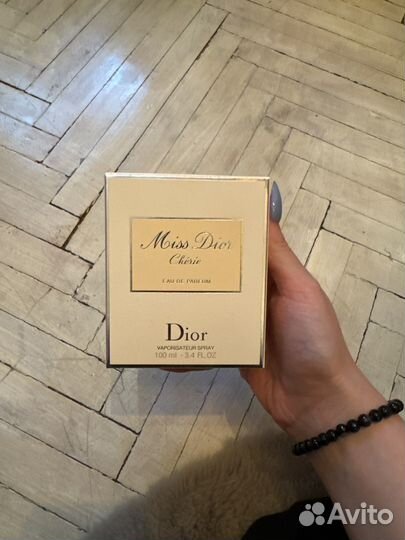 Miss Dior
Chérie
EAU DE PARFUM
Dior
VAPORISATEUR SPRAY
100 ml - 3.4 FL.OZ
Avito